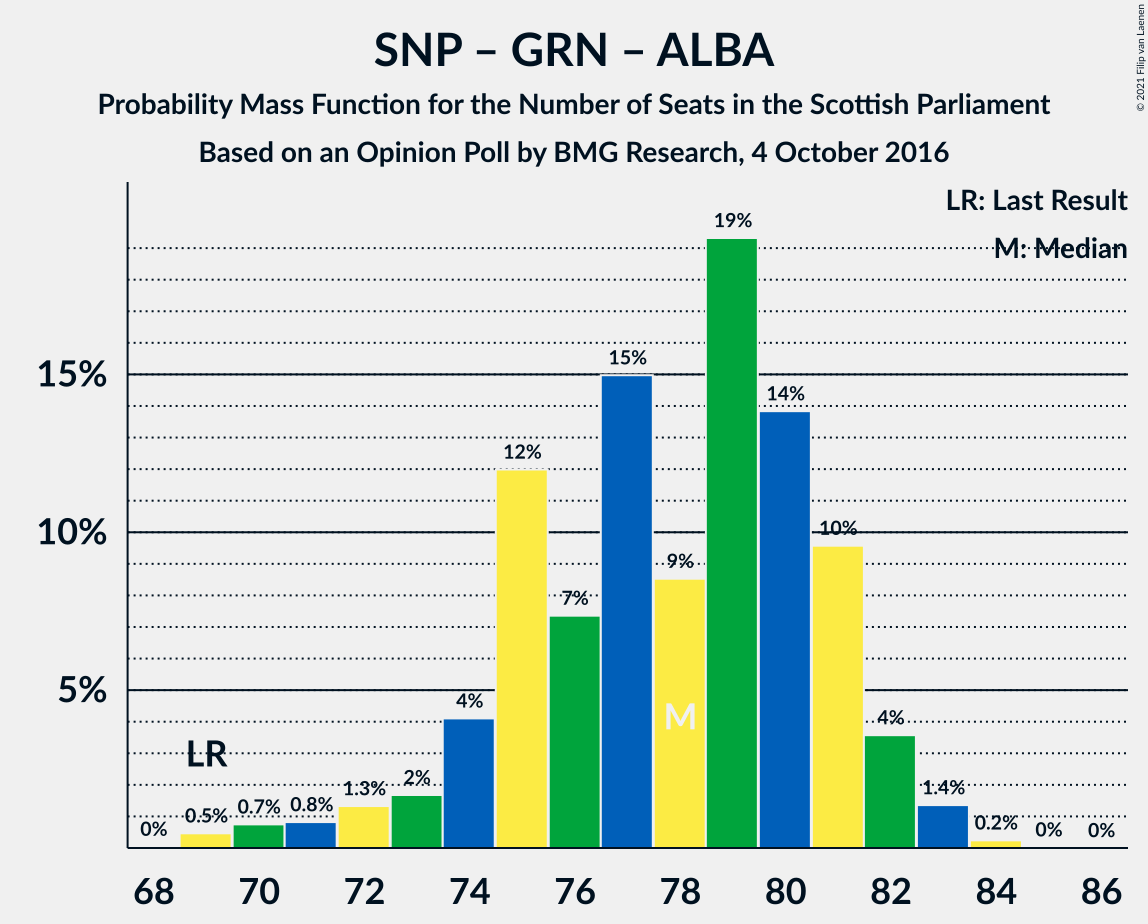 SNP – GRN – ALBA
Probability Mass Function for the Number of Seats in the Scottish Parliament
Based on an Opinion Poll by BMG Research, 4 October 2016
© 2021 Filip van Laenen
LR: Last Result
M: Median
19%
15%
15%
14%
12%
10%
10%
9%
7%
5%
4%
4%
M
LR
2%
1.3%
1.4%
0.8%
0.7%
0.5%
0.2%
0%
0%
0%
68 70 72 74 76 78 80 82 84 86